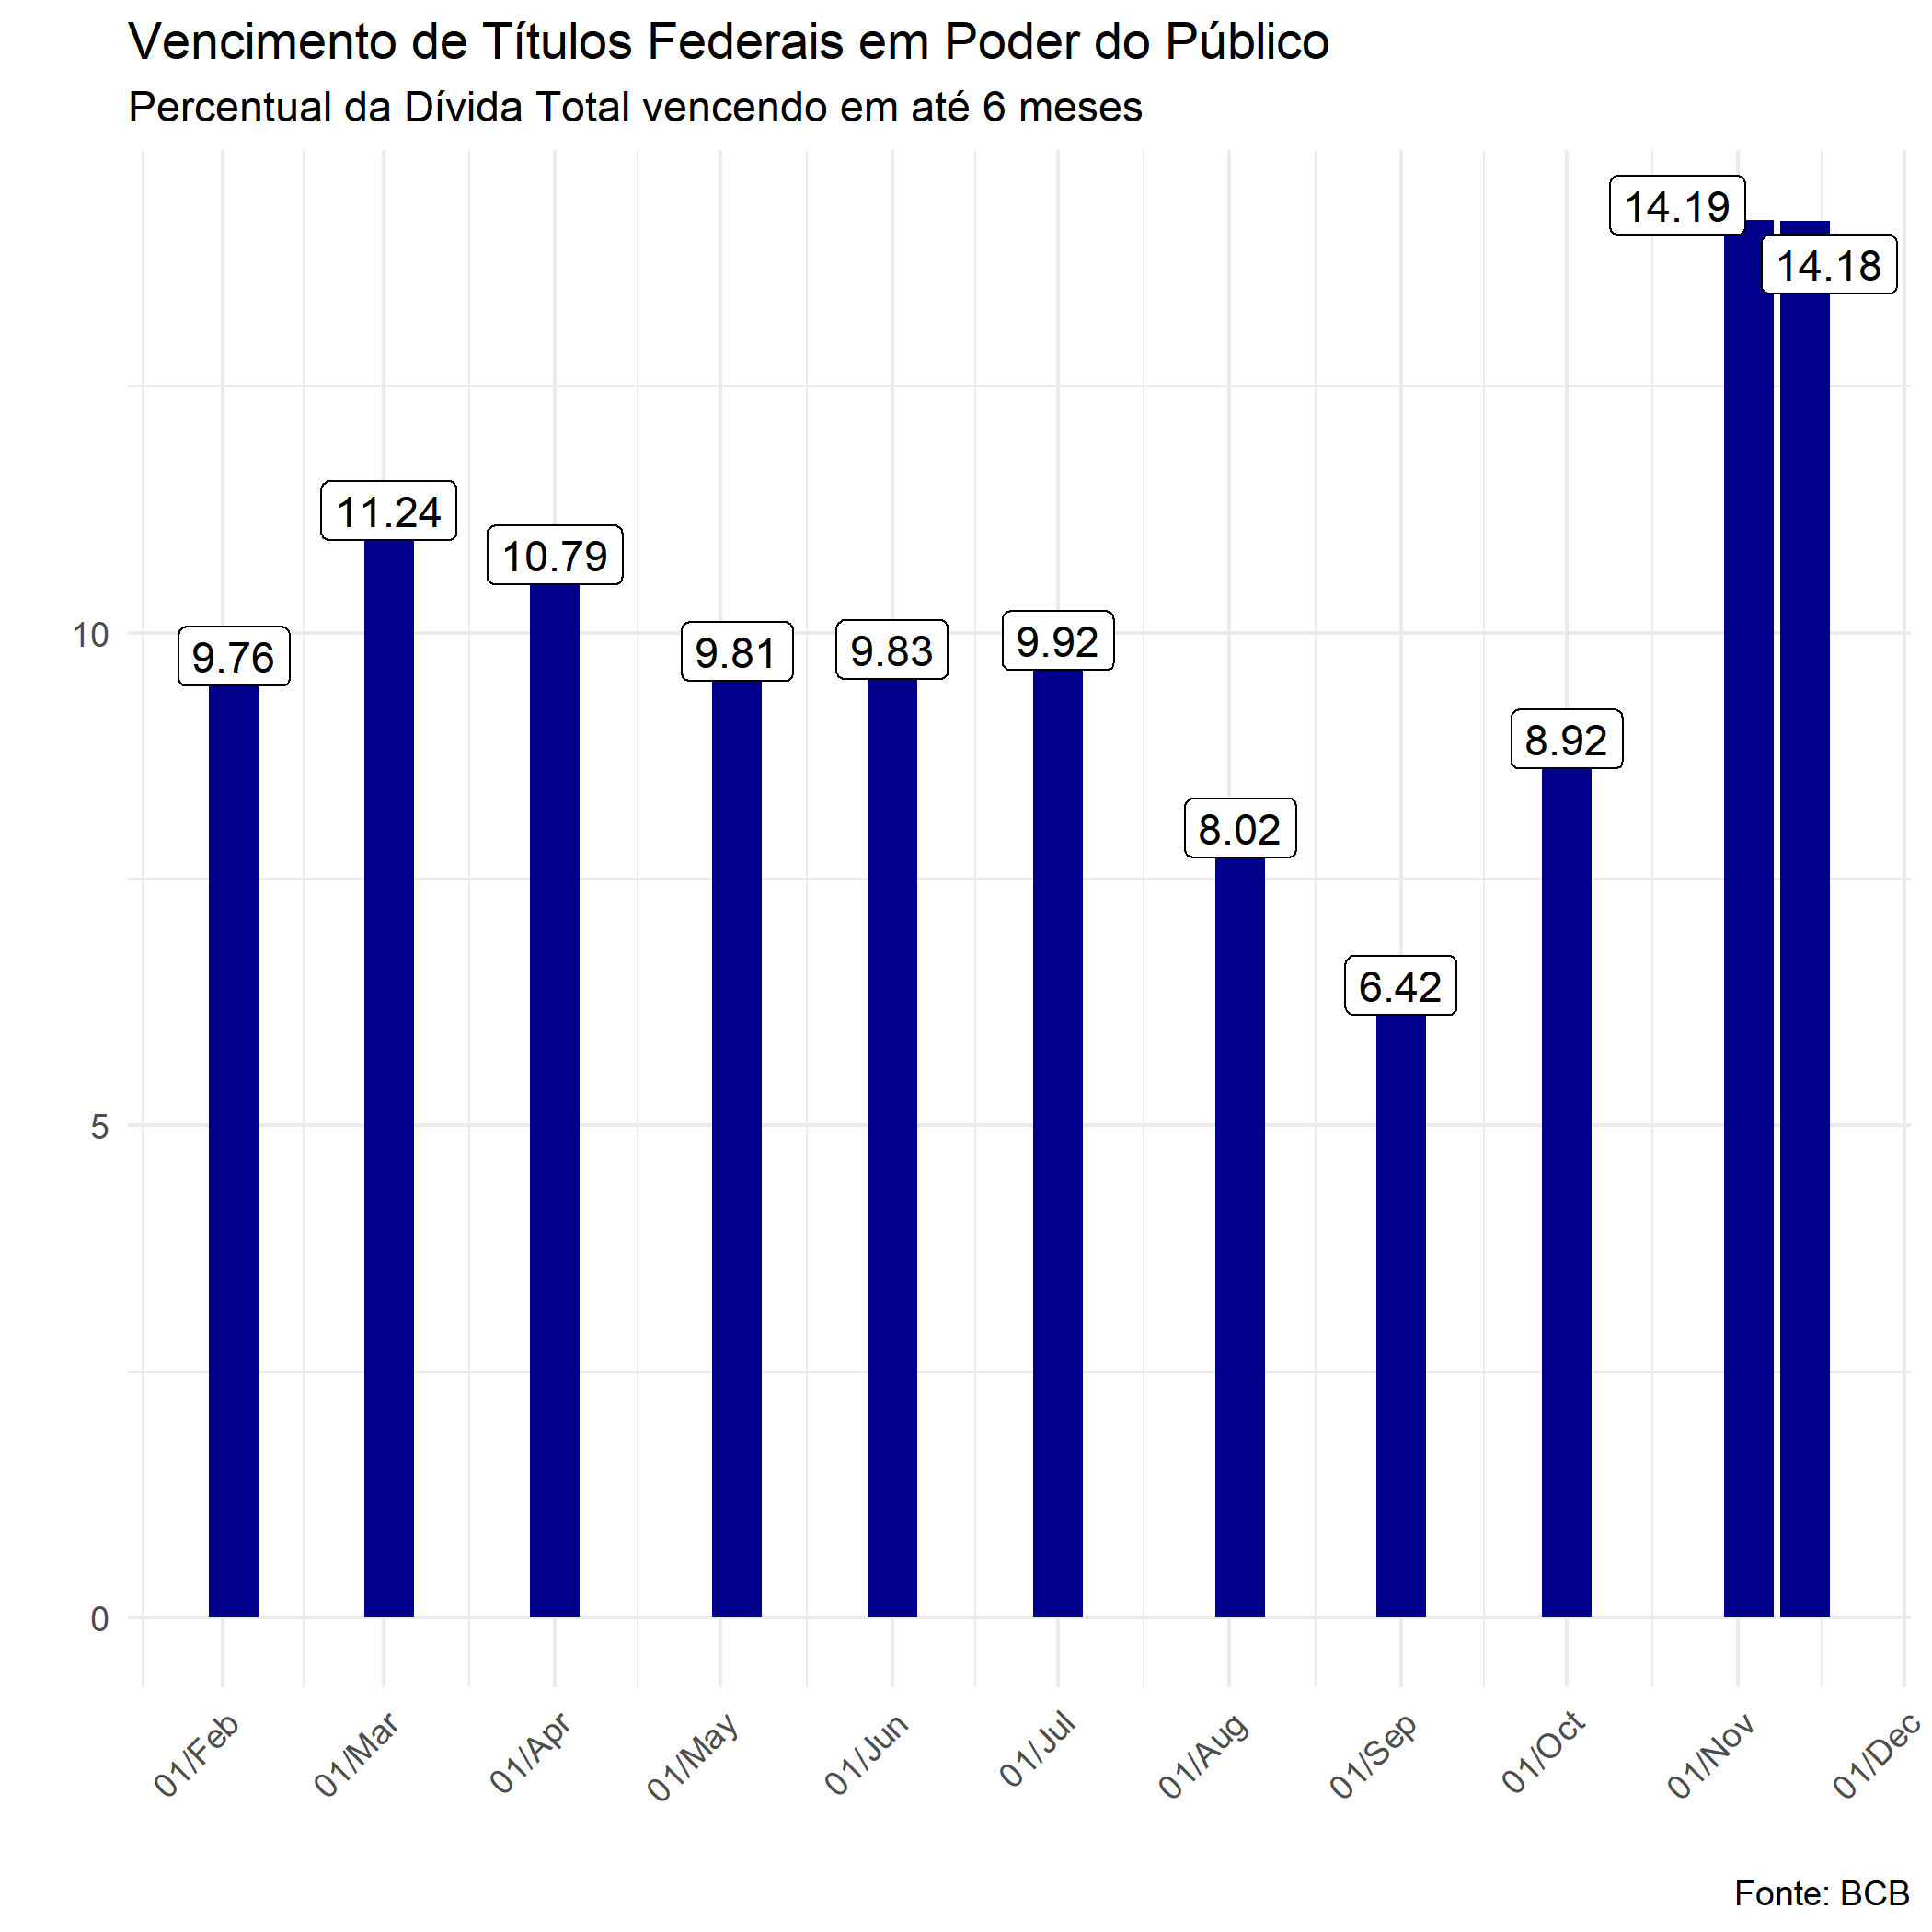 Vencimento de Títulos Federais em Poder do Público
Percentual da Dívida Total vencendo em até 6 meses
14.19
14.18
11.24
10.79
9.76
9.81
9.83
9.92
8.92
8.02
6.42
10
5
0
01/Feb
01/Mar
01/Apr
01/May
01/Jun
01/Jul
01/Aug
01/Sep
01/Oct
01/Nov
01/Dec
Fonte: BCB